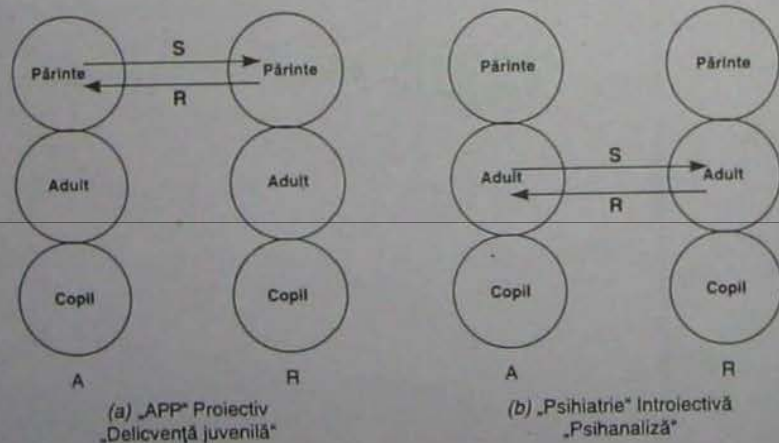 S
Părinte Părinte
R
Adult Adult
Copil Copil
A R
(a) „APP“ Proiectiv
„Delicvență juvenilă“
Părinte Părinte
S
Adult Adult
R
Copil Copil
A R
(b) „Psihiatrie“ Introiectivă
„Psihanaliză“